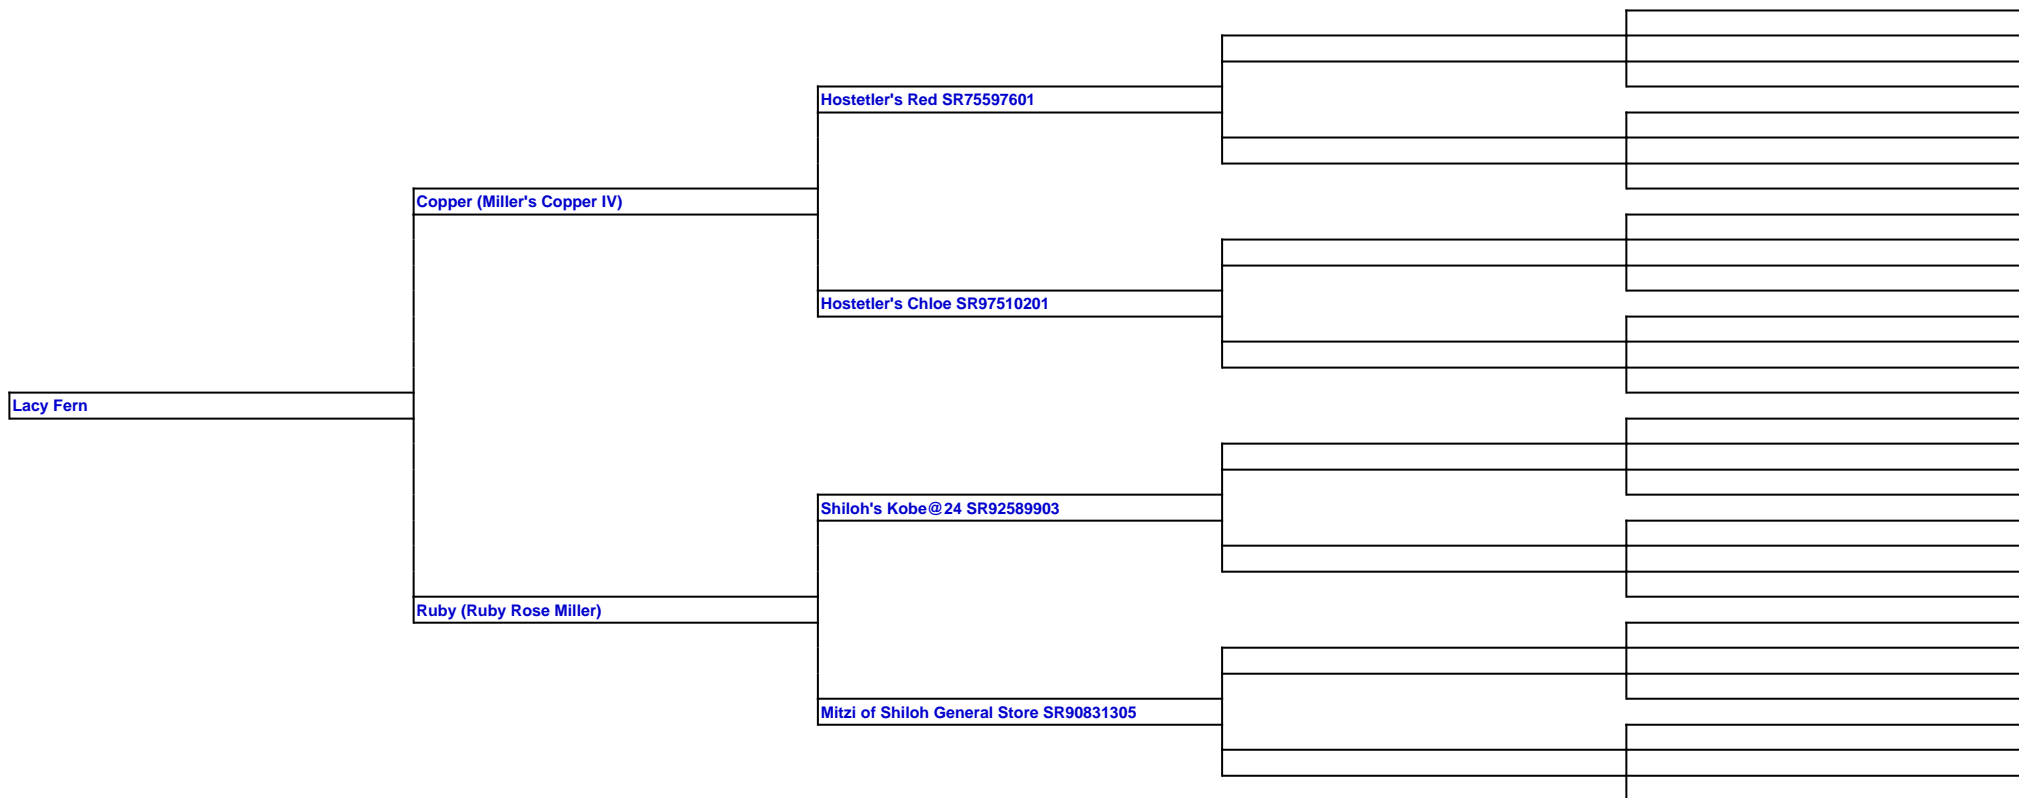 Hostetler's Red SR75597601
Copper (Miller's Copper IV)
Hostetler's Chloe SR97510201
Lacy Fern
Shiloh's Kobe@24 SR92589903
Ruby (Ruby Rose Miller)
Mitzi of Shiloh General Store SR90831305